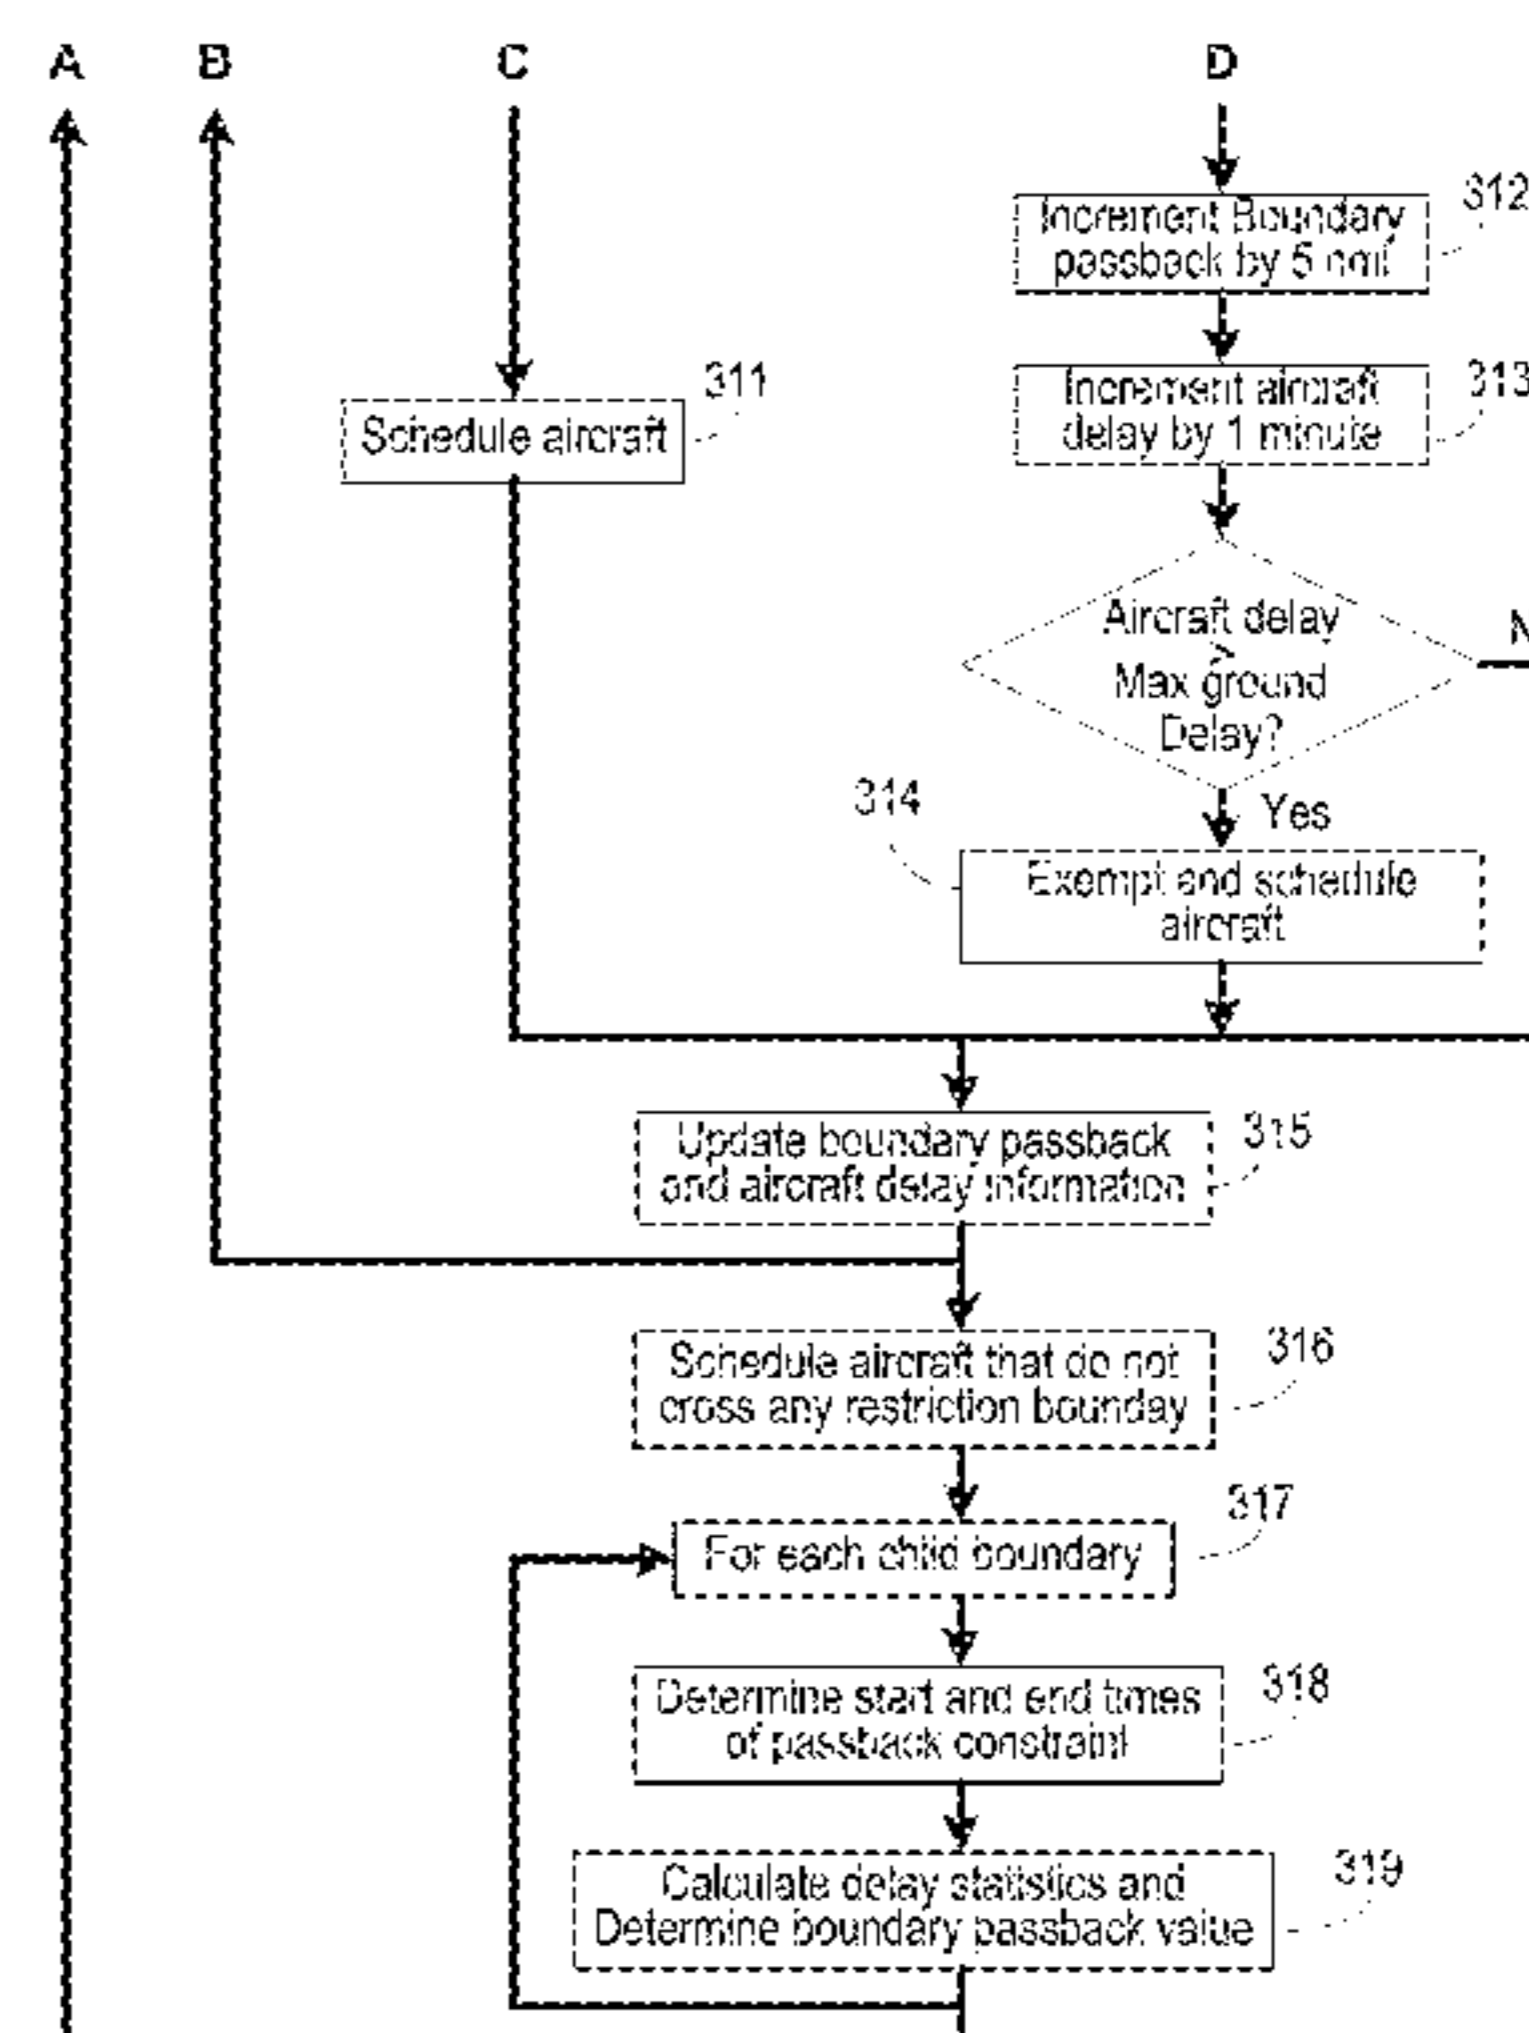 A B C D
312
Increment Boundary
passback by 5 nmi
311
313
Increment aircraft
delay by 1 minute
Schedule aircraft
Aircraft delay
>
Max ground
Delay?
N
314
Yes
Exempt and schedule
aircraft
315
Update boundary passback
and aircraft delay information
316
Schedule aircraft that do not
cross any restriction bounday
317
For each child boundary
318
Determine start and end times
of passback constraint
319
Calculate delay statistics and
Determine boundary passback value